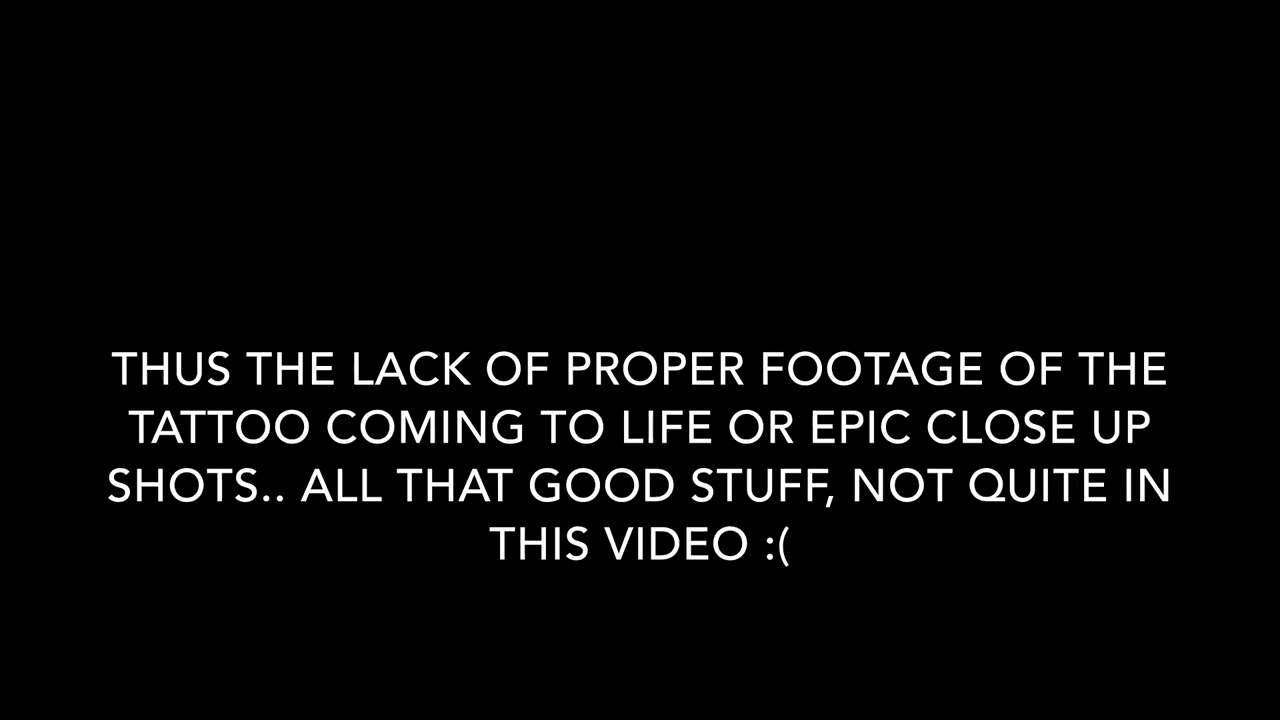 THUS THE LACK OF PROPER FOOTAGE OF THE
TATTOO COMING TO LIFE OR EPIC CLOSE UP
SHOTS.. ALL THAT GOOD STUFF, NOT QUITE IN
THIS VIDEO :(